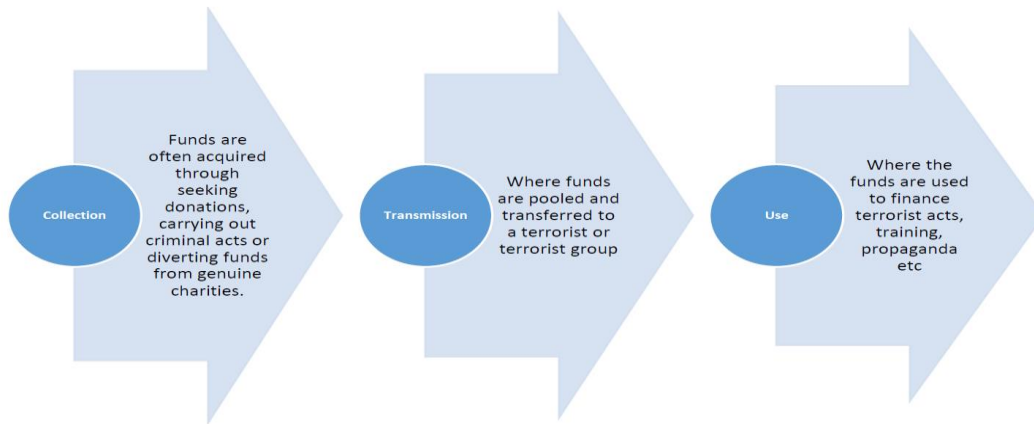 Collection
Funds are
often acquired
through
seeking
donations,
carrying out
criminal acts or
diverting funds
from genuine
charities.
Transmission
Where funds
are pooled and
transferred to
a terrorist or
terrorist group
Use
Where the
funds are used
to finance
terrorist acts,
training,
propaganda
etc